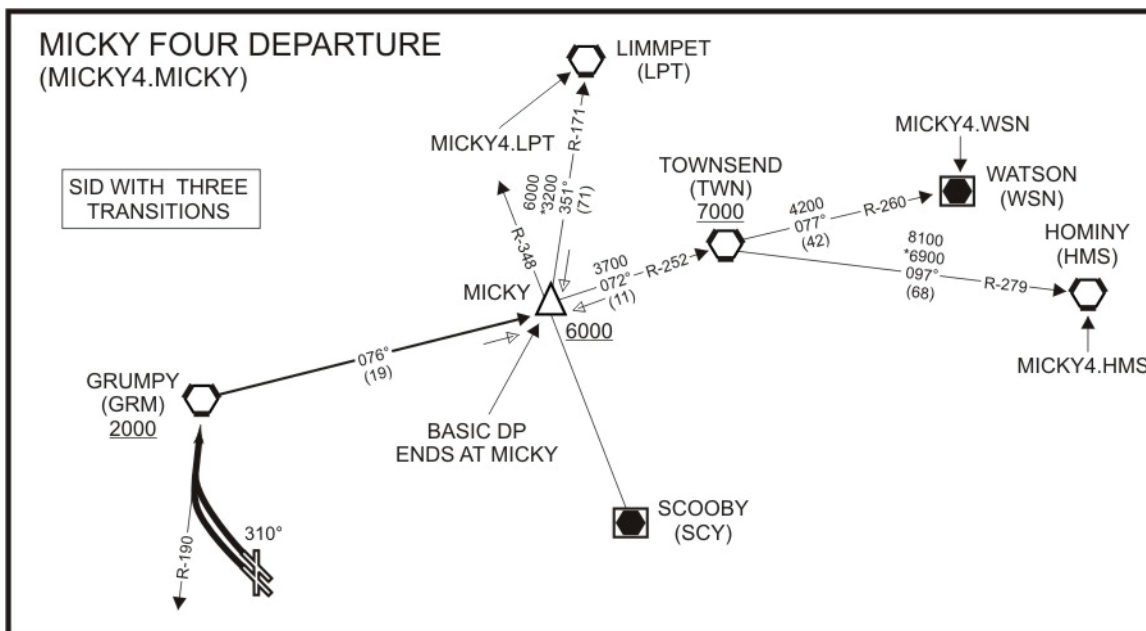 MICKY FOUR DEPARTURE
(MICKY4.MICKY)
SID WITH THREE
TRANSITIONS
LIMMPET
(LPT)
MICKY4.LPT
R-171
6000
*3200
351°
(71)
R-348
TOWNSEND
(TWN)
7000
MICKY4.WSN
WATSON
(WSN)
4200
077°
(42)
R-260
HOMINY
(HMS)
8100
*6900
097°
(68)
R-279
MICKY4.HMS
MICKY
6000
3700
072°
(11)
R-252
076°
(19)
GRUMPY
(GRM)
2000
BASIC DP
ENDS AT MICKY
SCOOBY
(SCY)
310°
R-190